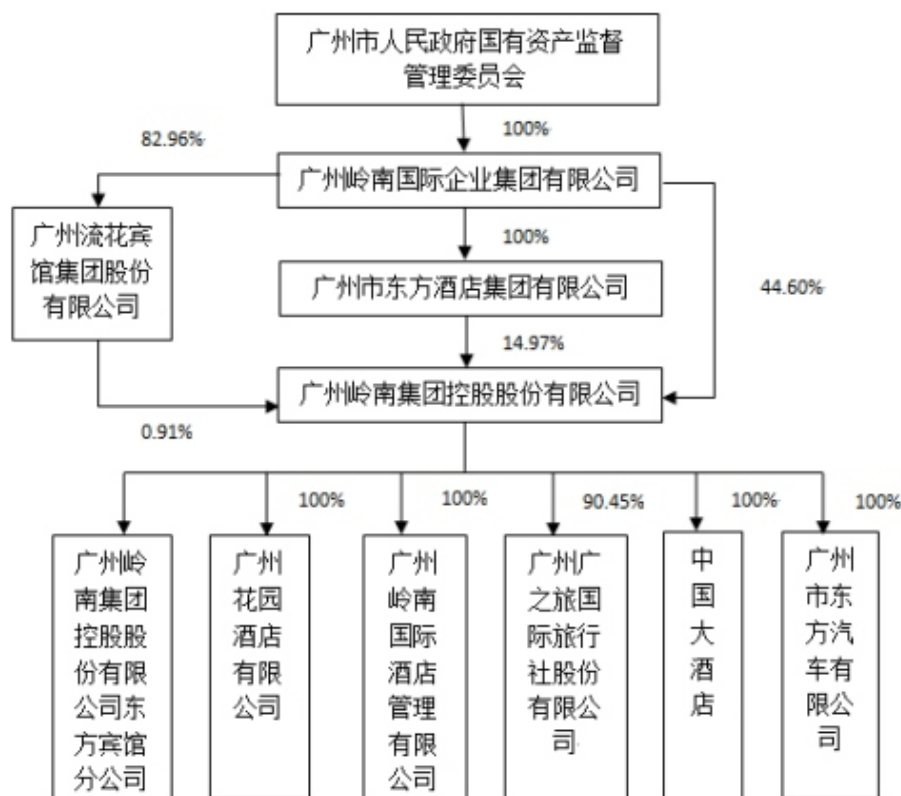 广州市人民政府国有资产监督
管理委员会
100%
82.96%
广州岭南国际企业集团有限公司
广州流花宾
馆集团股份
有限公司
100%
广州市东方酒店集团有限公司
44.60%
14.97%
广州岭南集团控股股份有限公司
0.91%
100%
100%
90.45%
100%
100%
广州岭
南集团
控股股
份有限
公司东
方宾馆
分公司
广州
花园
酒店
有限
公司
广州
岭南
国际
酒店
管理
有限
公司
广州广
之旅国
际旅行
社股份
有限公
司
中
国
大
酒
店
广州
市东
方汽
车有
限公
司